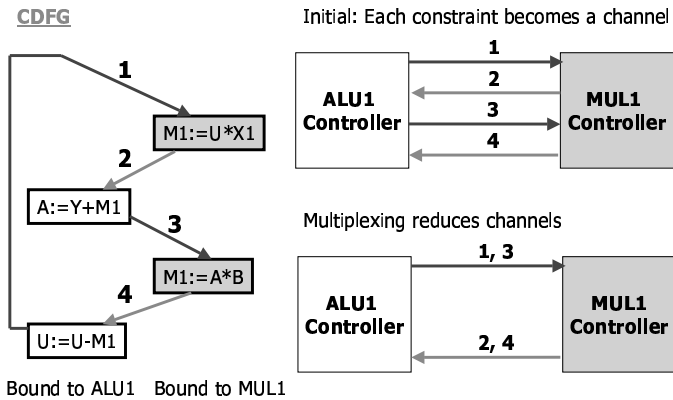 CDFG
1
M1:=U*X1
2
A:=Y+M1
3
M1:=A*B
4
U:=U-M1
Bound to ALU1
Bound to MUL1
Initial: Each constraint becomes a channel
ALU1
Controller
1
2
3
4
MUL1
Controller
Multiplexing reduces channels
ALU1
Controller
1, 3
2, 4
MUL1
Controller